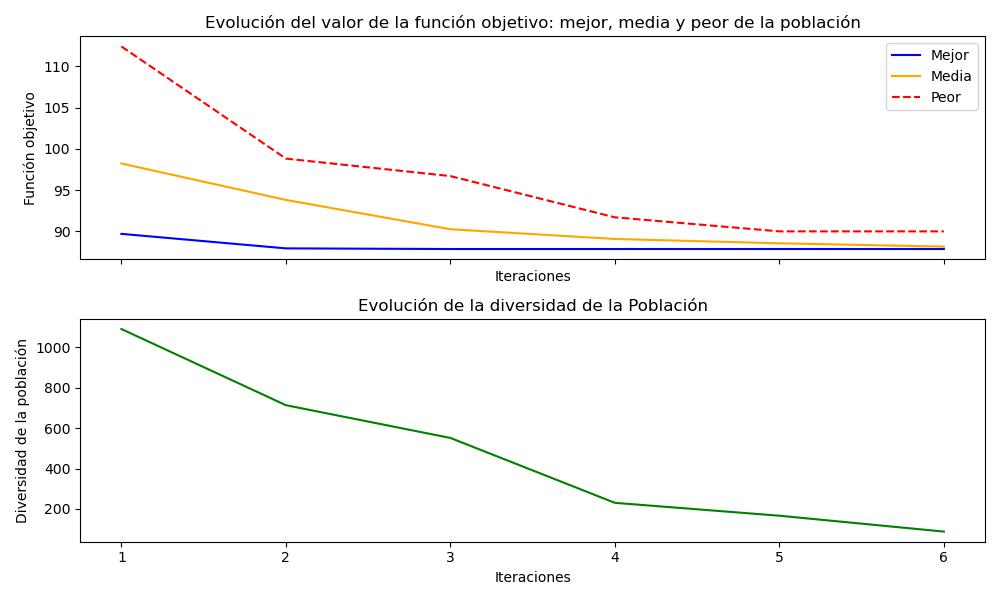 Evolución del valor de la función objetivo: mejor, media y peor de la población
Función objetivo
110
105
100
95
90
Mejor
Media
Peor
Iteraciones
Evolución de la diversidad de la Población
Diversidad de la población
1000
800
600
400
200
1 2 3 4 5 6
Iteraciones